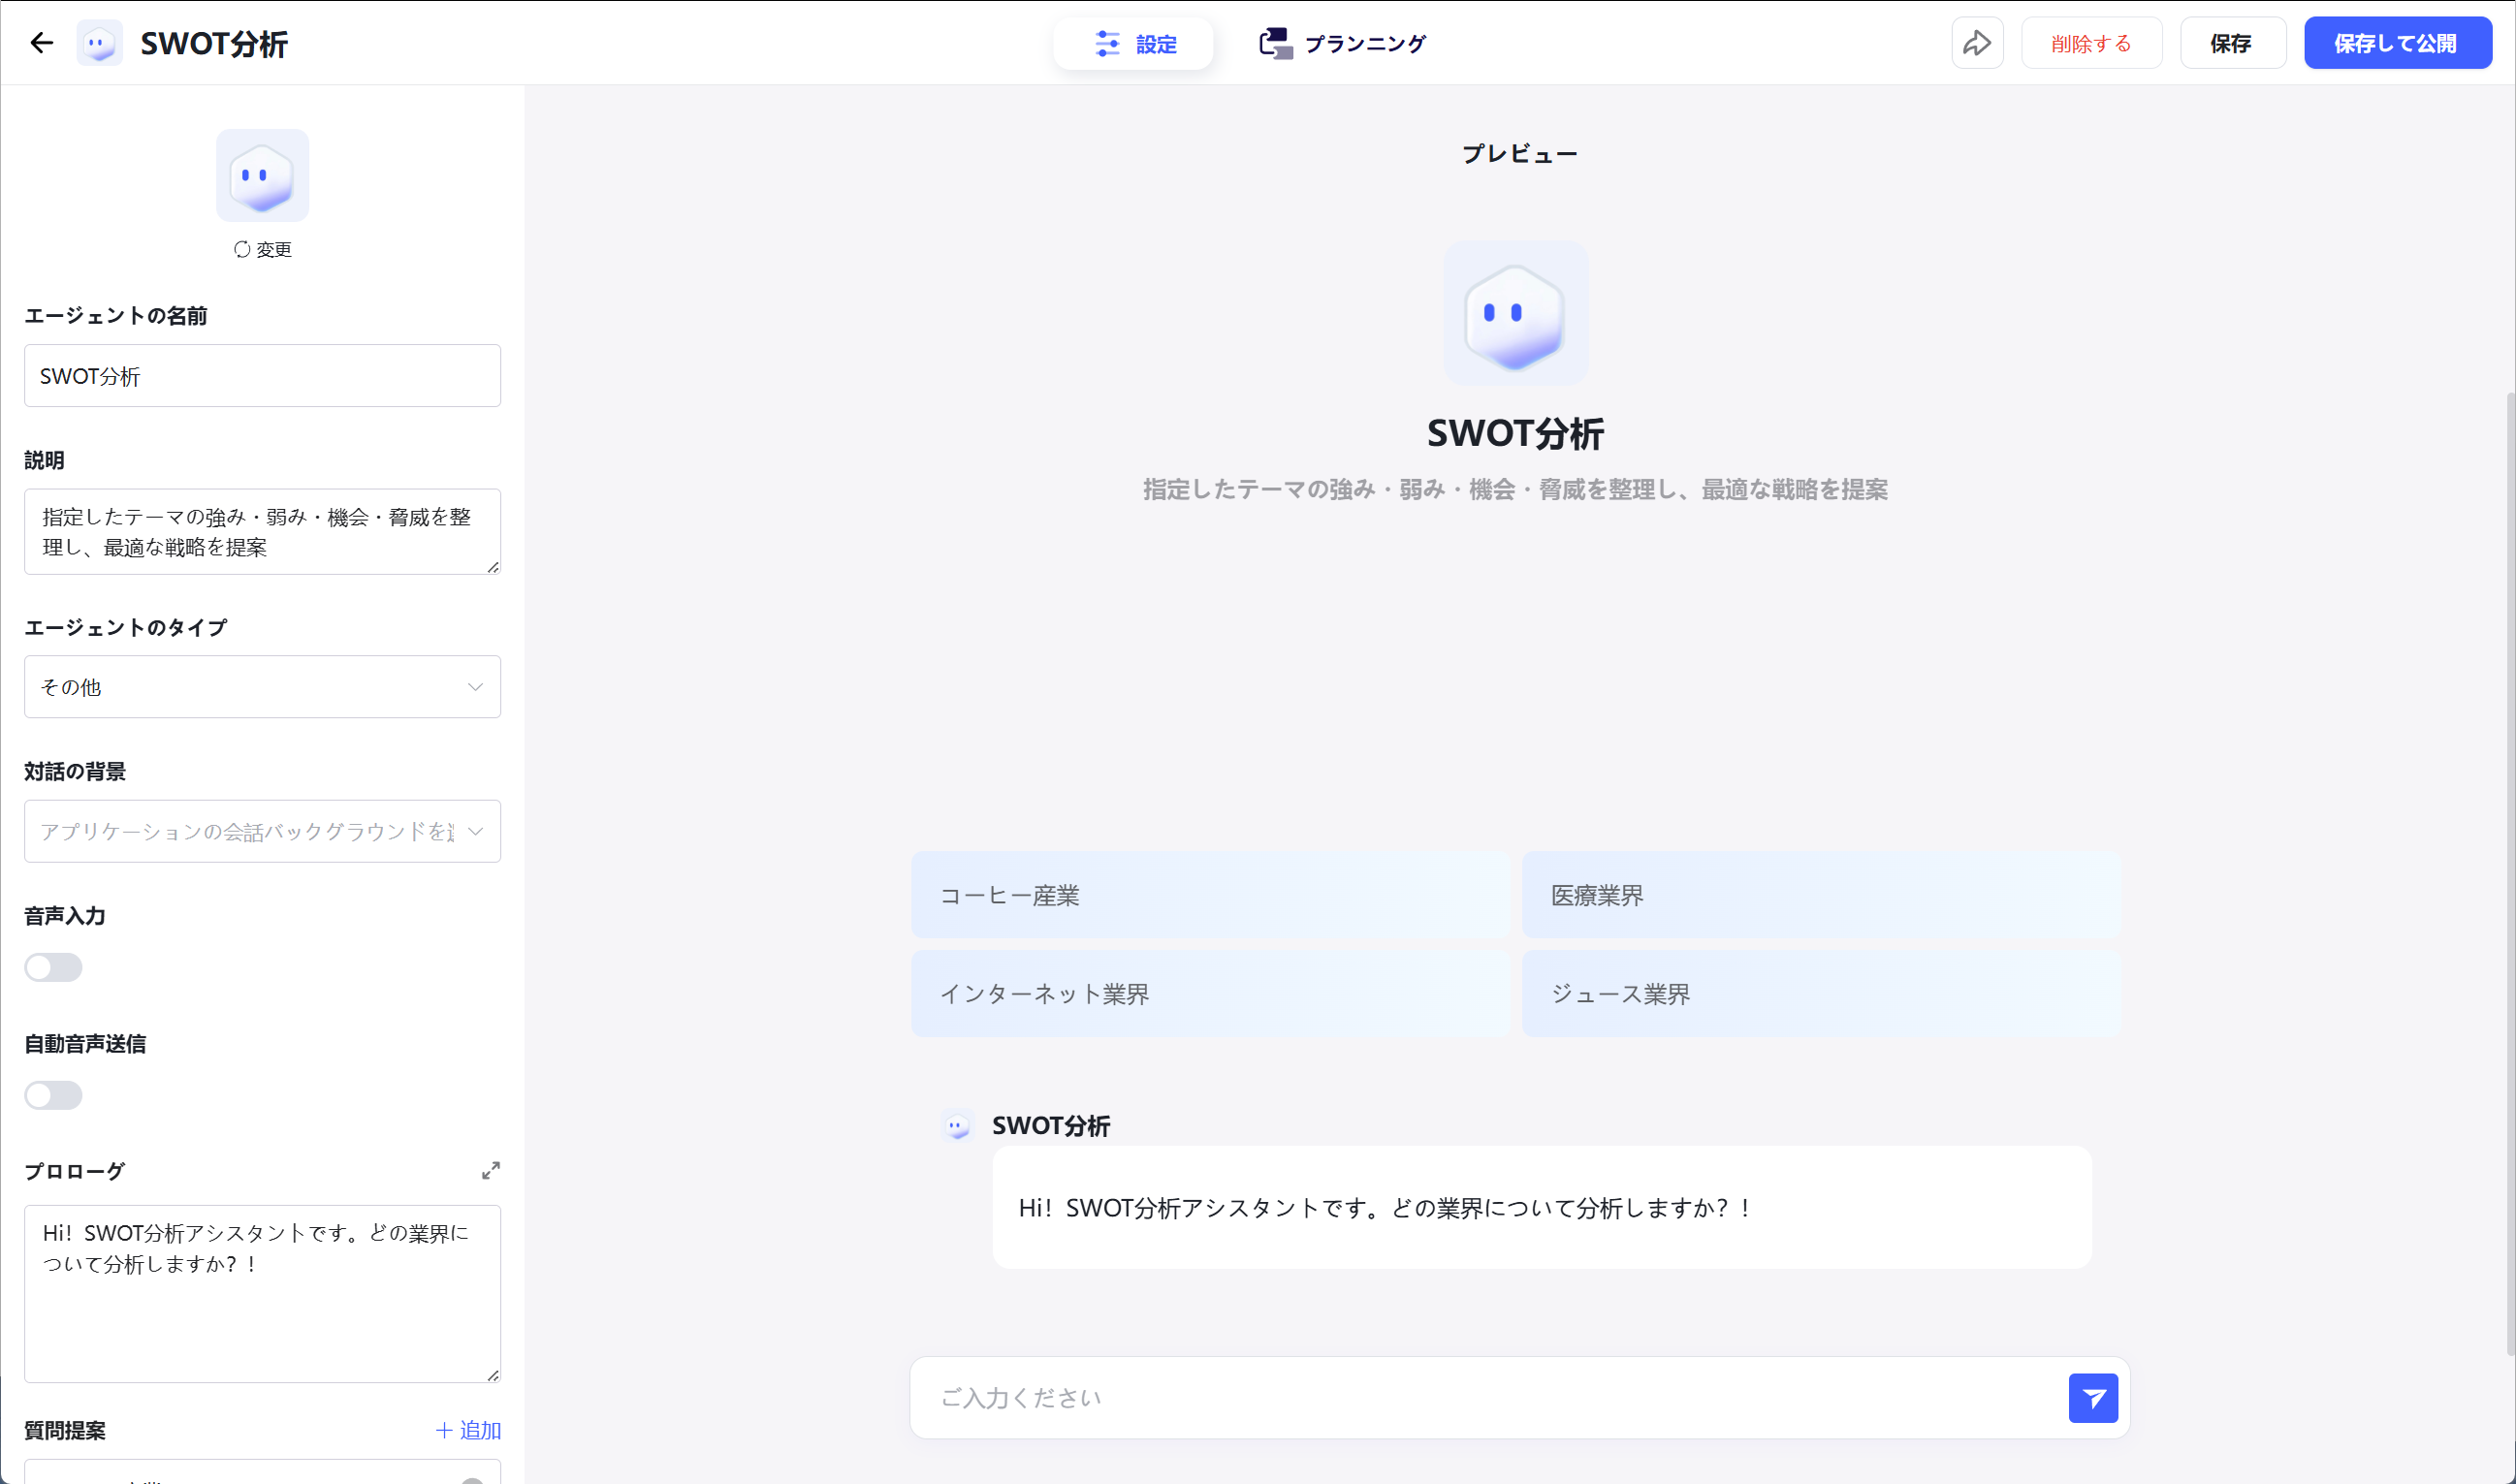 SWOT分析
設定
プランニング
削除する
保存
保存して公開
変更
エージェントの名前
SWOT分析
説明
指定したテーマの強み・弱み・機会・脅威を整
理し、最適な戦略を提案
エージェントのタイプ
その他
対話の背景
アプリケーションの会話バックグラウンドを
音声入力
自動音声送信
プロローグ
Hi！SWOT分析アシスタントです。どの業界に
ついて分析しますか？！
質問提案
＋ 追加
プレビュー
SWOT分析
指定したテーマの強み・弱み・機会・脅威を整理し、最適な戦略を提案
コーヒー産業
医療業界
インターネット業界
ジュース業界
SWOT分析
Hi！SWOT分析アシスタントです。どの業界について分析しますか？！
ご入力ください